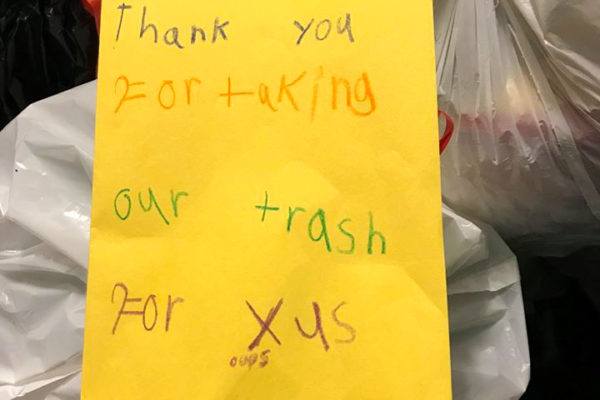 Thank you
For taking
our trash
For X us
oops